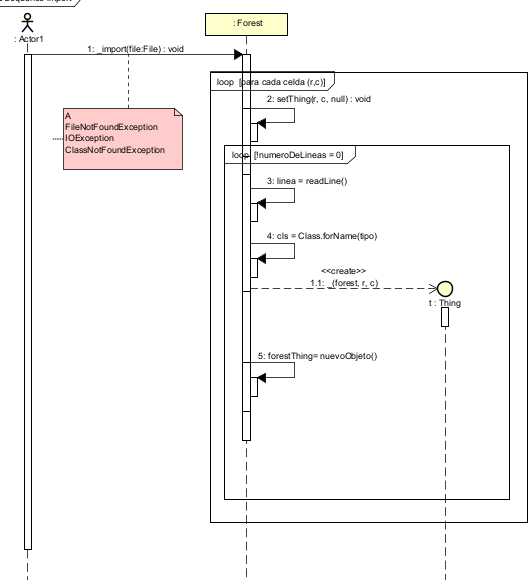 : Forest
: Actor1
1: _import(file:File) : void
loop [para cada celda (r,c)]
2: setThing(r, c, null) : void
A
FileNotFoundException
IOException
ClassNotFoundException
loop [!numeroDeLineas = 0]
3: linea = readLine()
4: cls = Class.forName(tipo)
<<create>>
1.1: _(forest, r, c)
t : Thing
5: forestThing= nuevoObjeto()